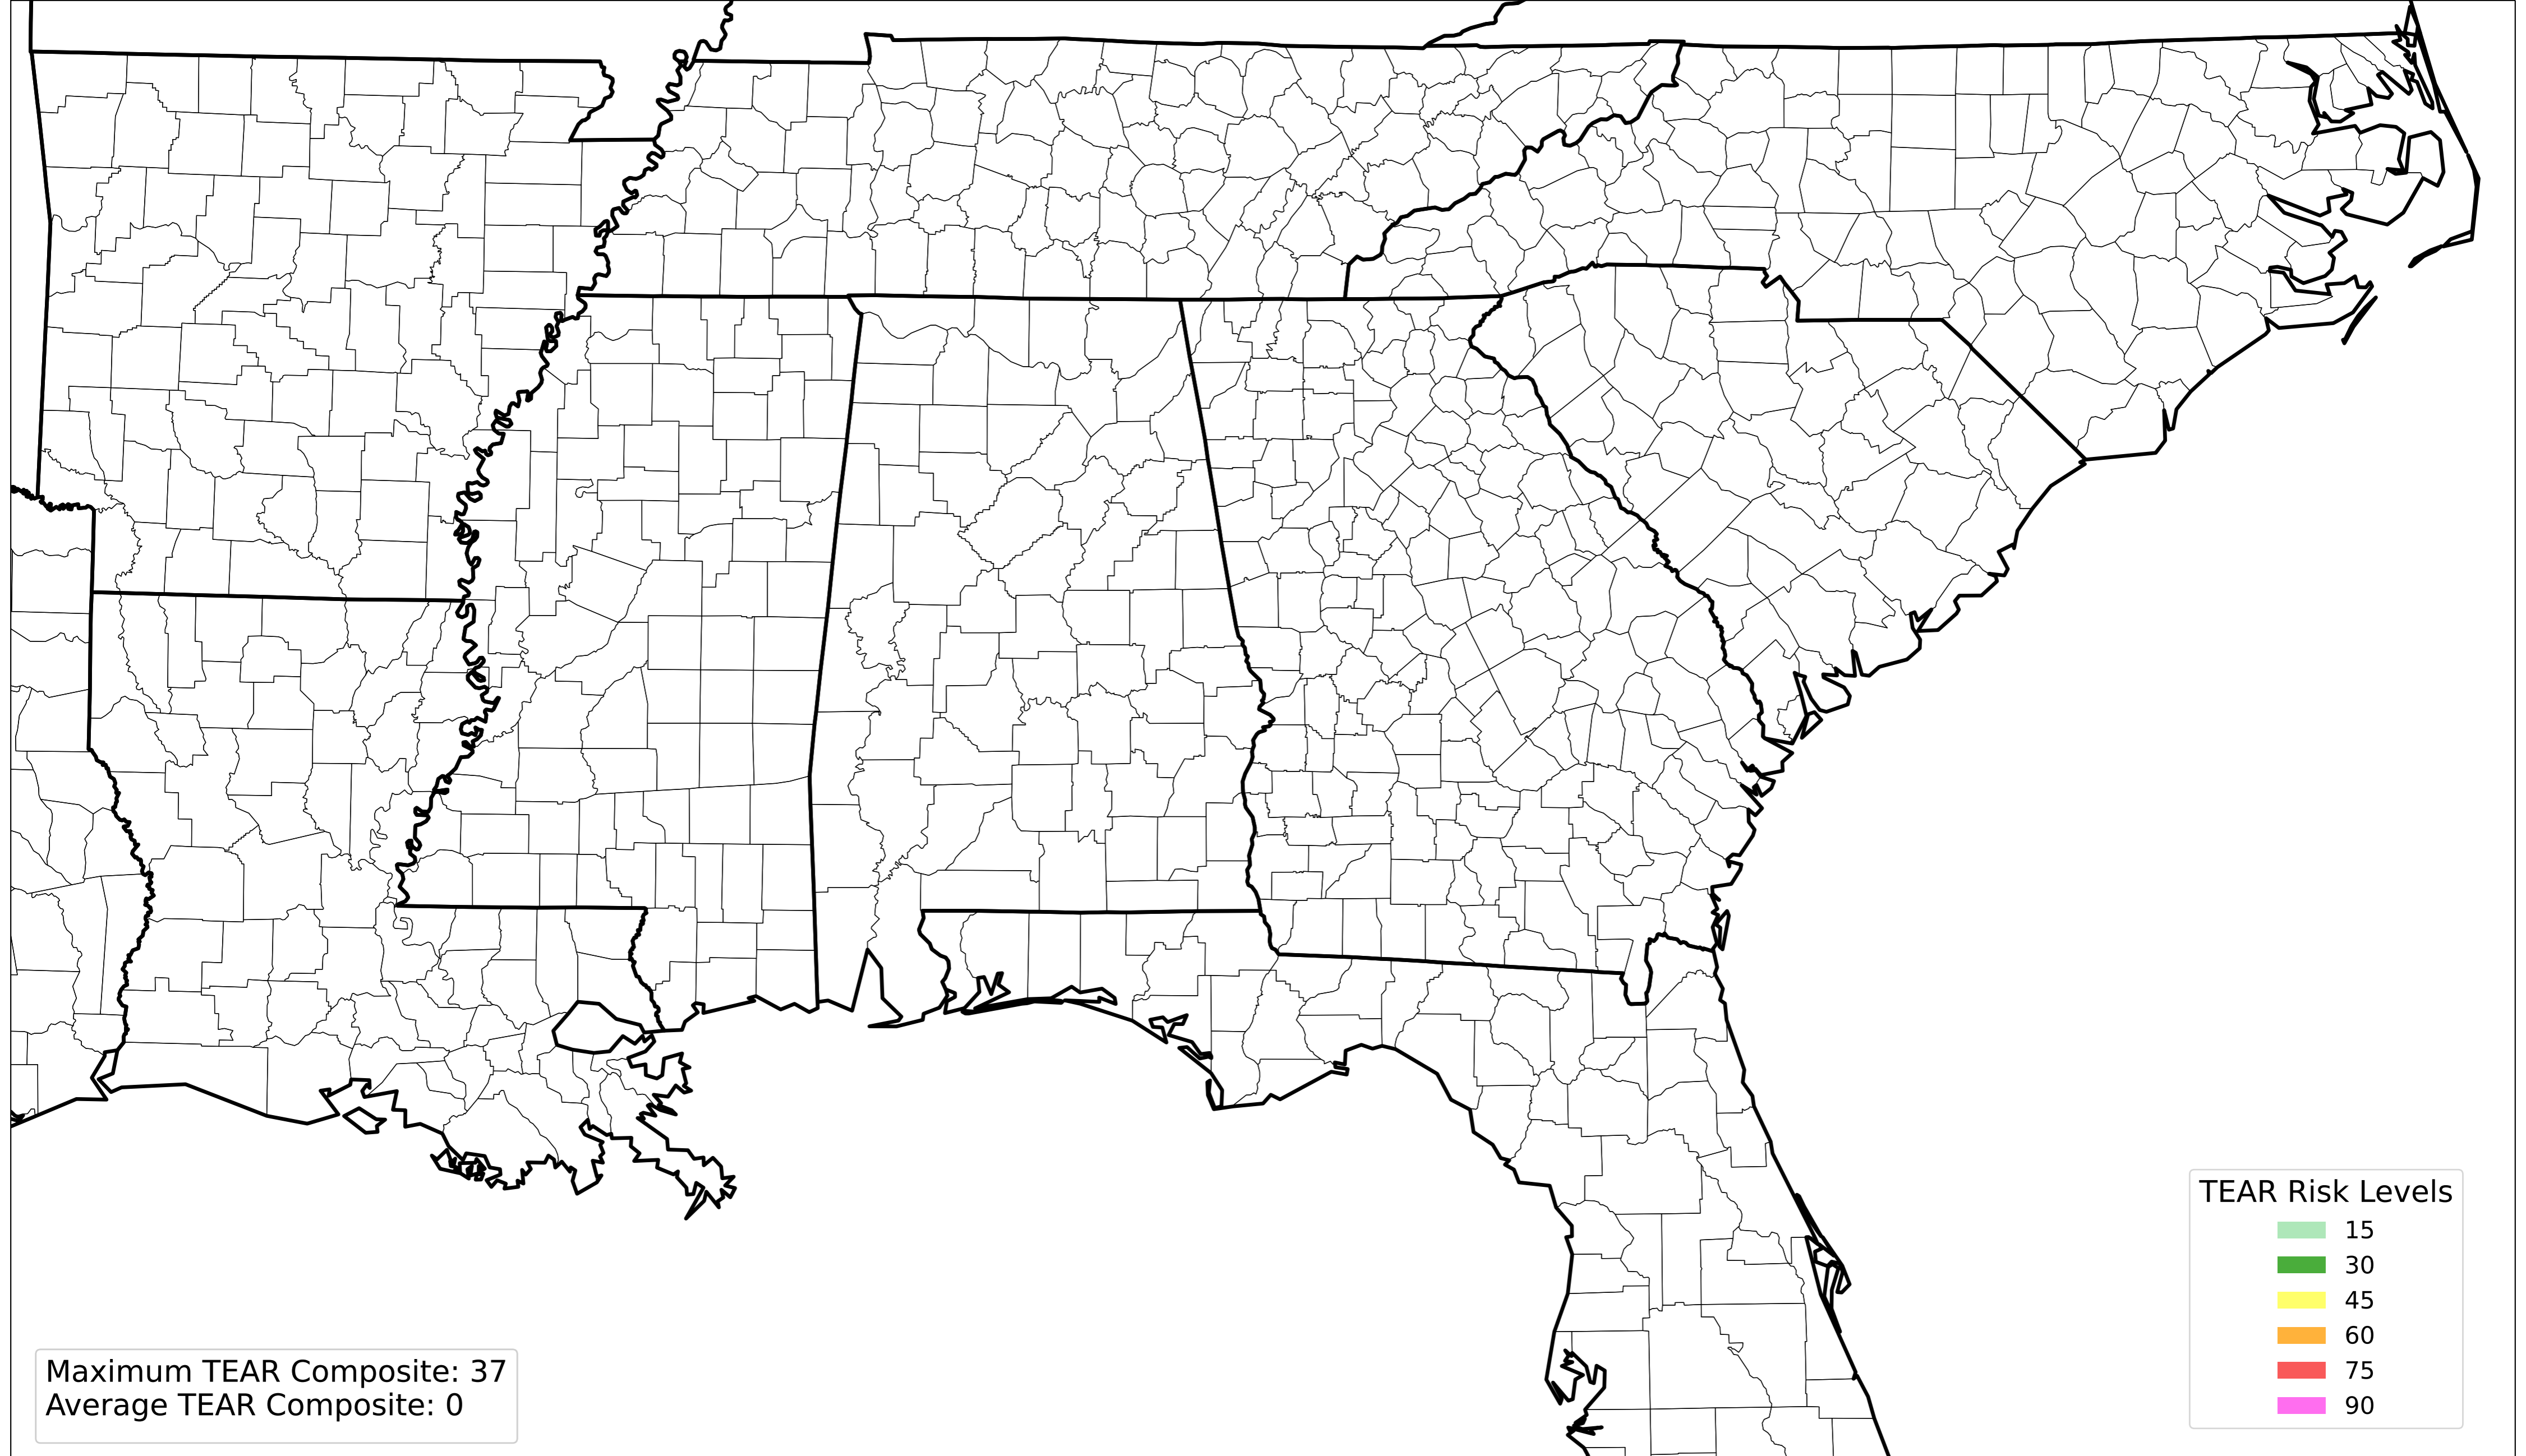 TEAR Risk Levels
15
30
45
60
75
90
Maximum TEAR Composite: 37
Average TEAR Composite: 0